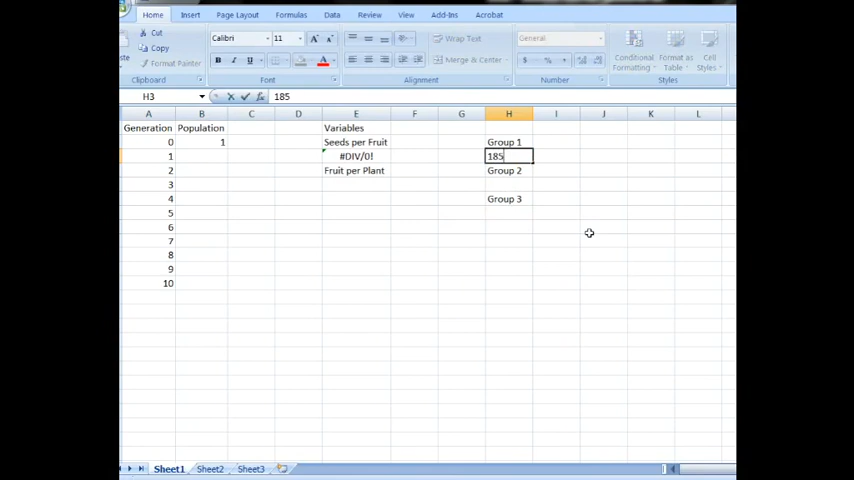 Home Insert Page Layout Formulas Data Review View Add-Ins Acrobat
Cut
Copy
Format Painter
Clipboard
Calibri 11
B I U
Font
Wrap Text
Merge & Center
Alignment
General
$ % ,
Number
Conditional Formatting
Format as Table
Cell Styles
Styles
H3 fx 185
A B C D E F G H I J K L
Generation Population Variables
0 1 Seeds per Fruit Group 1
1 #DIV/0! 185
2 Fruit per Plant Group 2
3
4 Group 3
5
6
7
8
9
10
Sheet1 Sheet2 Sheet3